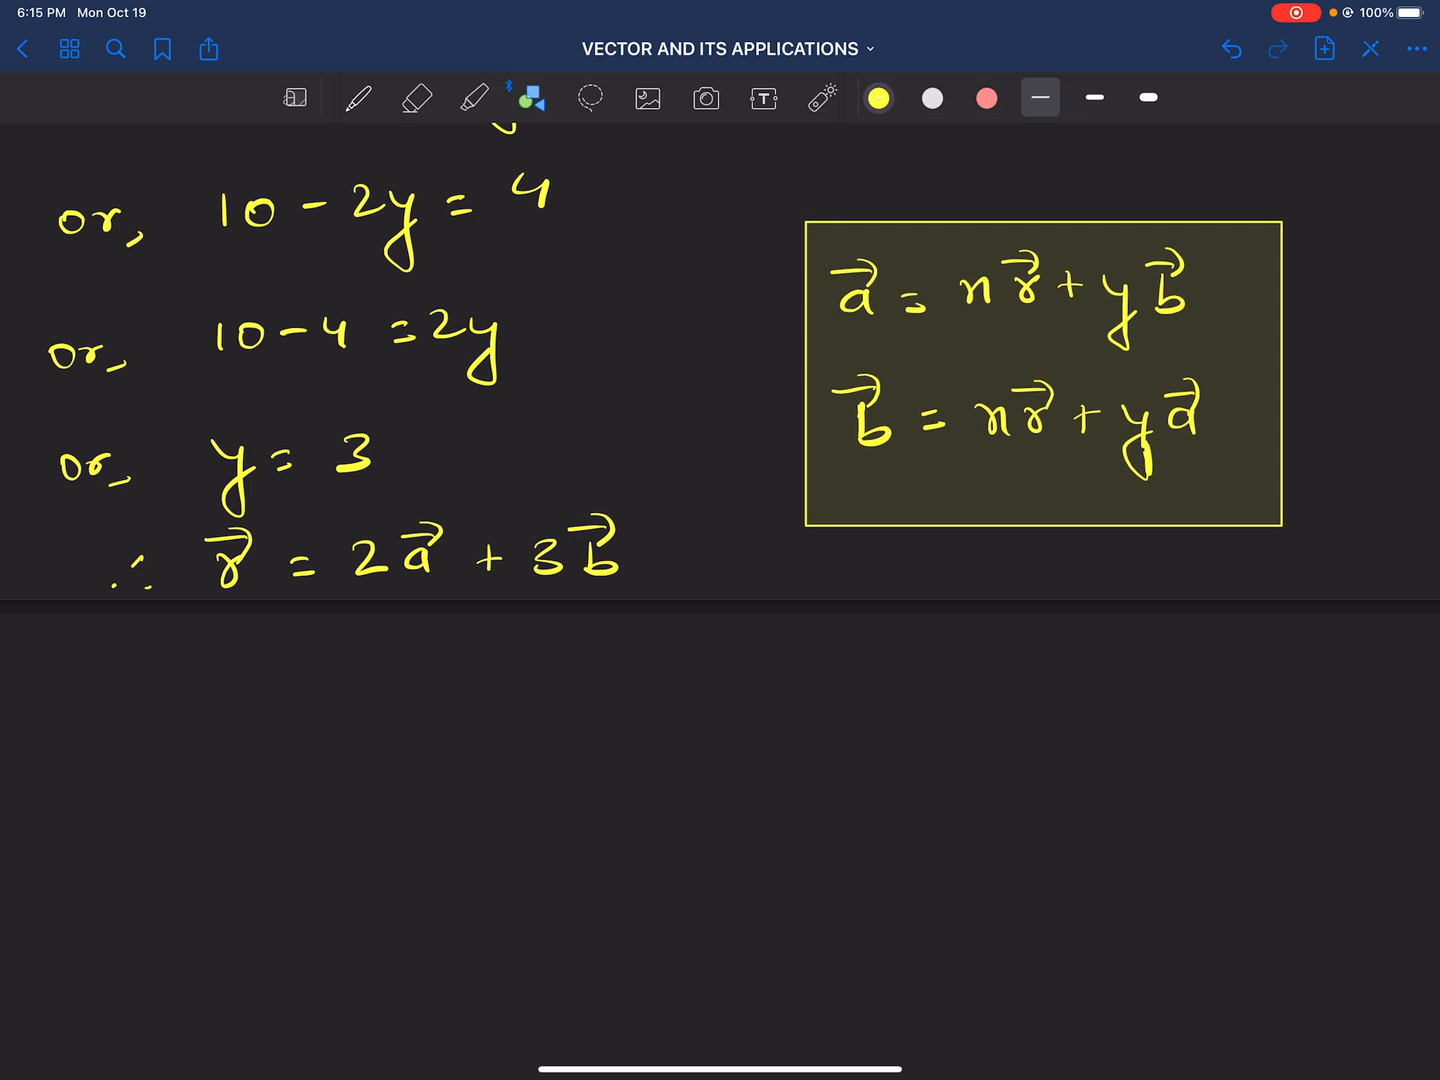 6:15 PM Mon Oct 19
100%
VECTOR AND ITS APPLICATIONS
or, 10 - 2y = 4
or, 10 - 4 = 2y
or, y = 3
∴ r⃗ = 2a⃗ + 3b⃗
a⃗ = xr⃗ + yb⃗
b⃗ = xr⃗ + ya⃗